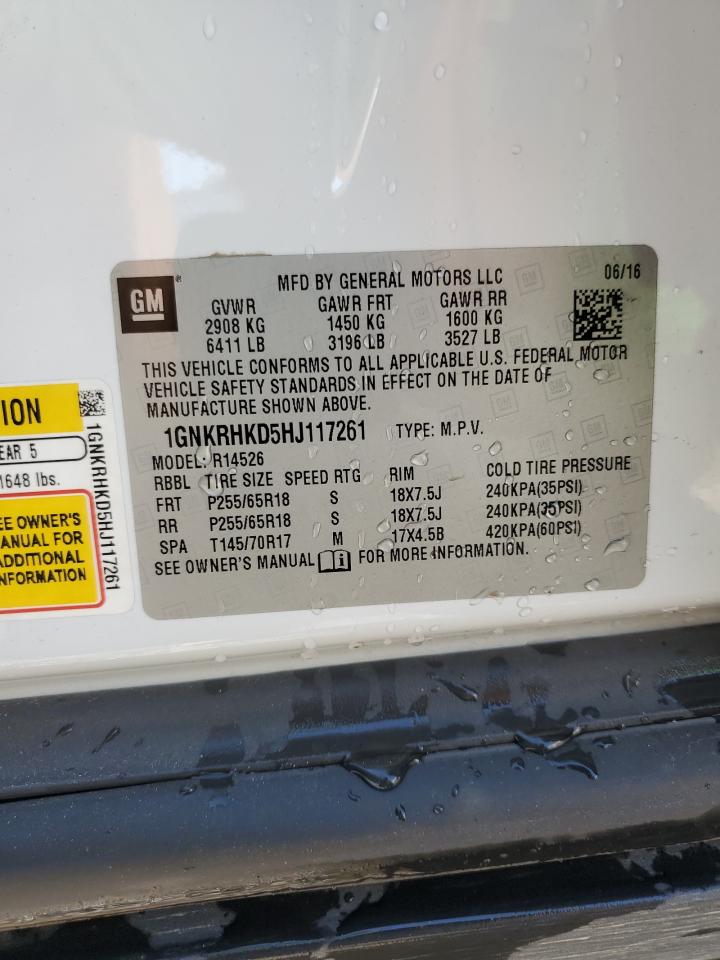 GM
MFD BY GENERAL MOTORS LLC 06/16
GVWR GAWR FRT GAWR RR
2908 KG 1450 KG 1600 KG
6411 LB 3196 LB 3527 LB
THIS VEHICLE CONFORMS TO ALL APPLICABLE U.S. FEDERAL MOTOR
VEHICLE SAFETY STANDARDS IN EFFECT ON THE DATE OF
MANUFACTURE SHOWN ABOVE.
1GNKRHKD5HJ117261 TYPE: M.P.V.
MODEL: R14526
RBBL TIRE SIZE SPEED RTG RIM COLD TIRE PRESSURE
FRT P255/65R18 S 18X7.5J 240KPA(35PSI)
RR P255/65R18 S 18X7.5J 240KPA(35PSI)
SPA T145/70R17 M 17X4.5B 420KPA(60PSI)
SEE OWNER'S MANUAL i FOR MORE INFORMATION.
TION
EAR 5
1648 lbs.
EE OWNER'S
ANUAL FOR
ADDITIONAL
NFORMATION
1GNKRHKD5HJ117261